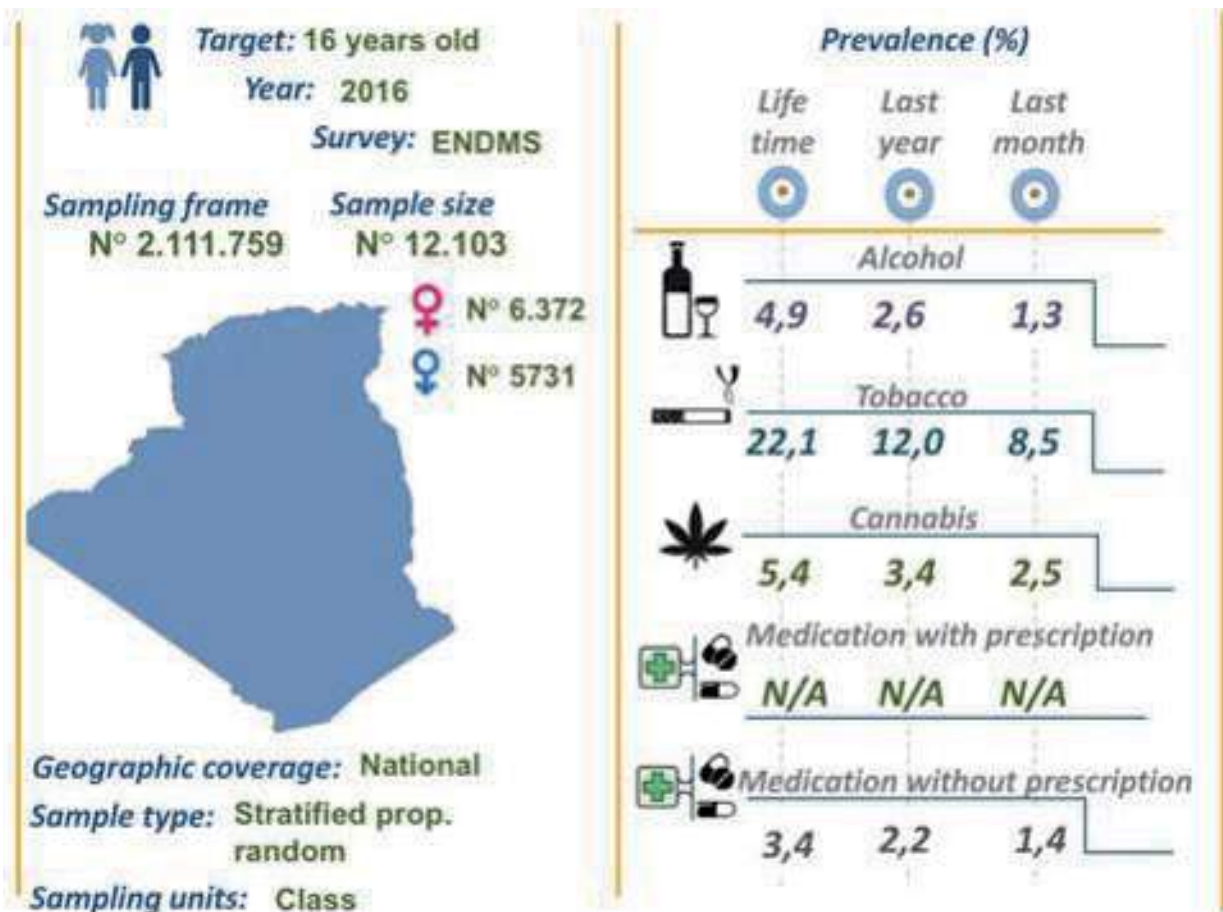 Target: 16 years old
Year: 2016
Survey: ENDMS
Sampling frame
N° 2.111.759
Sample size
N° 12.103
N° 6.372
N° 5731
Geographic coverage: National
Sample type: Stratified prop.
random
Sampling units: Class
Prevalence (%)
Life
time
Last
year
Last
month
Alcohol
4,9 2,6 1,3
Tobacco
22,1 12,0 8,5
Cannabis
5,4 3,4 2,5
Medication with prescription
N/A N/A N/A
Medication without prescription
3,4 2,2 1,4